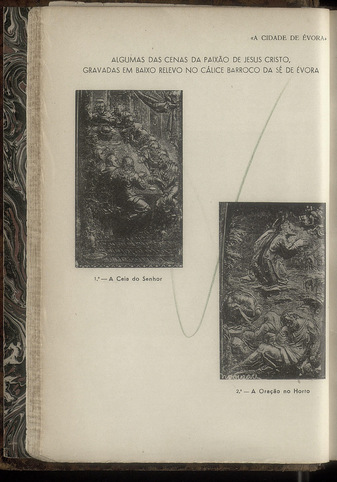 «A CIDADE DE ÉVORA»
ALGUMAS DAS CENAS DA PAIXÃO DE JESUS CRISTO,
GRAVADAS EM BAIXO RELEVO NO CÁLICE BARROCO DA SÉ DE ÉVORA
1.ª — A Ceia do Senhor
2.ª — A Oração no Horto